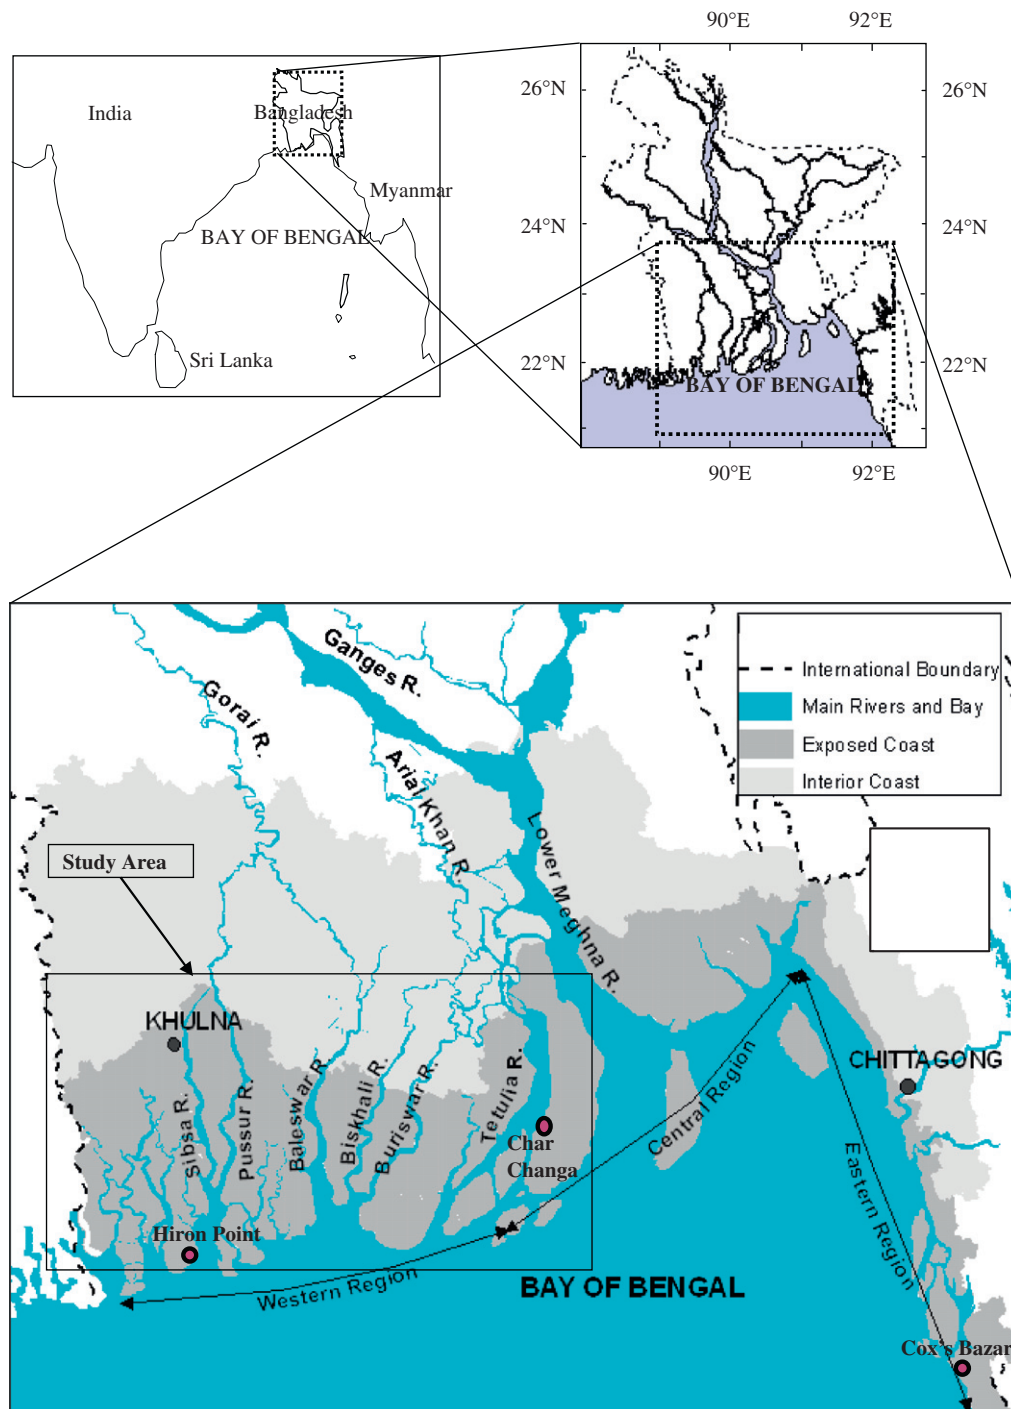 90°E
92°E
India
Bangladesh
Myanmar
BAY OF BENGAL
Sri Lanka
26°N
26°N
24°N
24°N
22°N
22°N
BAY OF BENGAL
90°E
92°E
Ganges R.
Gorai R.
Arial Khan R.
Lower Meghna R.
International Boundary
Main Rivers and Bay
Exposed Coast
Interior Coast
Study Area
KHULNA
CHITTAGONG
Sibsa R.
Pussur R.
Baleswar R.
Biskhali R.
Buriswar R.
Tetulia R.
Char
Changa
Central Region
Eastern Region
Hiron Point
Western Region
BAY OF BENGAL
Cox's Bazar